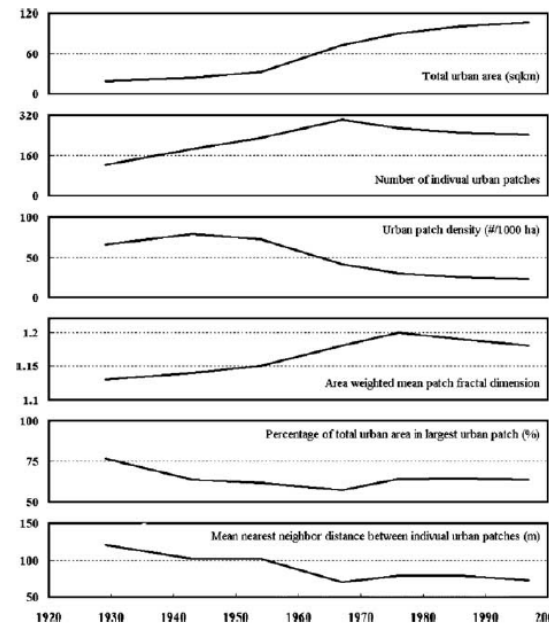 120
60
0
Total urban area (sqkm)
320
160
0
Number of indivual urban patches
100
50
0
Urban patch density (#/1000 ha)
1.2
1.15
1.1
Area weighted mean patch fractal dimension
100
75
50
Percentage of total urban area in largest urban patch (%)
150
100
50
Mean nearest neighbor distance between indivual urban patches (m)
1920 1930 1940 1950 1960 1970 1980 1990